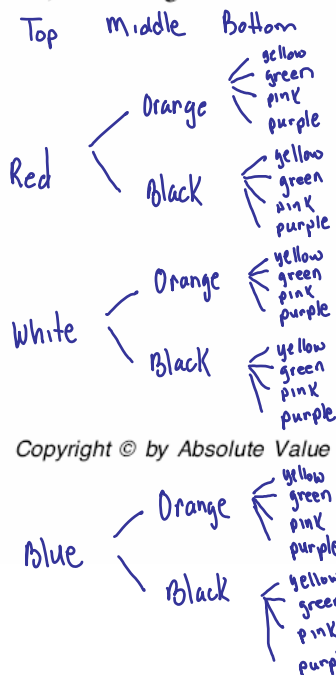 Top Middle Bottom
yellow
green
Orange pink
purple
yellow
Red green
Black pink
purple
yellow
Orange green
pink
purple
White
yellow
Black green
pink
purple
Copyright © by Absolute Value
yellow
Orange green
pink
purple
Blue
yellow
Black green
pink
purp